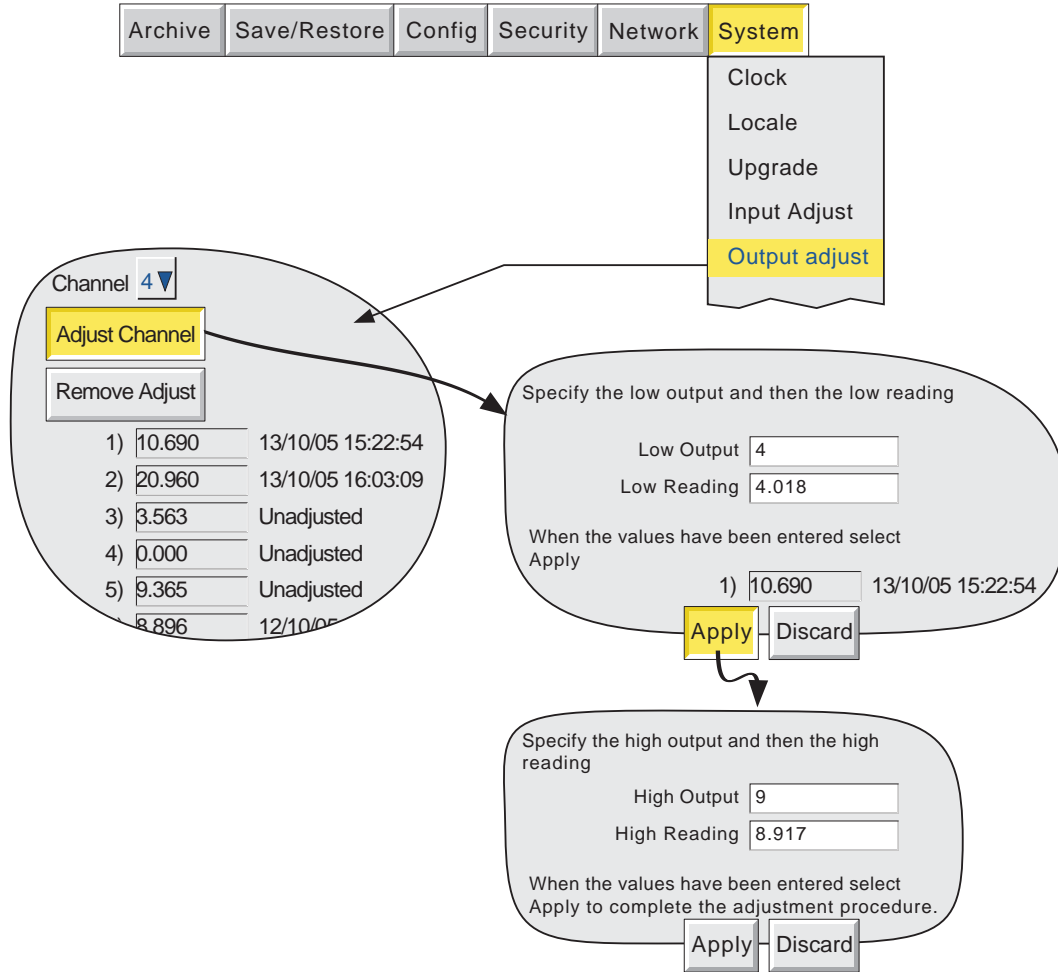 Archive Save/Restore Config Security Network System
Clock
Locale
Upgrade
Input Adjust
Output adjust
Channel 4
Adjust Channel
Remove Adjust
1) 10.690 13/10/05 15:22:54
2) 20.960 13/10/05 16:03:09
3) 3.563 Unadjusted
4) 0.000 Unadjusted
5) 9.365 Unadjusted
) 8.896 12/10/05
Specify the low output and then the low reading
Low Output 4
Low Reading 4.018
When the values have been entered select
Apply
1) 10.690 13/10/05 15:22:54
Apply Discard
Specify the high output and then the high
reading
High Output 9
High Reading 8.917
When the values have been entered select
Apply to complete the adjustment procedure.
Apply Discard